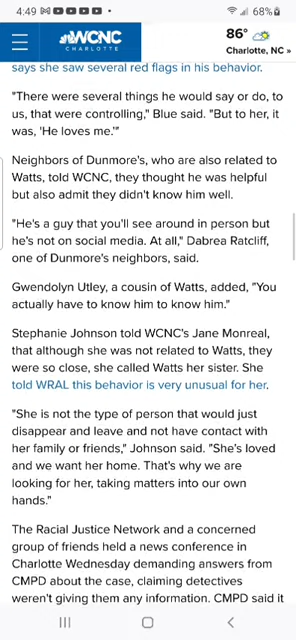 4:49
68%
WCNC
CHARLOTTE
86°
Charlotte, NC »
says she saw several red flags in his behavior.
"There were several things he would say or do, to
us, that were controlling," Blue said. "But to her, it
was, 'He loves me.'"
Neighbors of Dunmore's, who are also related to
Watts, told WCNC, they thought he was helpful
but also admit they didn't know him well.
"He's a guy that you'll see around in person but
he's not on social media. At all," Dabrea Ratcliff,
one of Dunmore's neighbors, said.
Gwendolyn Utley, a cousin of Watts, added, "You
actually have to know him to know him."
Stephanie Johnson told WCNC's Jane Monreal,
that although she was not related to Watts, they
were so close, she called Watts her sister. She
told WRAL this behavior is very unusual for her.
"She is not the type of person that would just
disappear and leave and not have contact with
her family or friends," Johnson said. "She's loved
and we want her home. That's why we are
looking for her, taking matters into our own
hands."
The Racial Justice Network and a concerned
group of friends held a news conference in
Charlotte Wednesday demanding answers from
CMPD about the case, claiming detectives
weren't giving them any information. CMPD said it